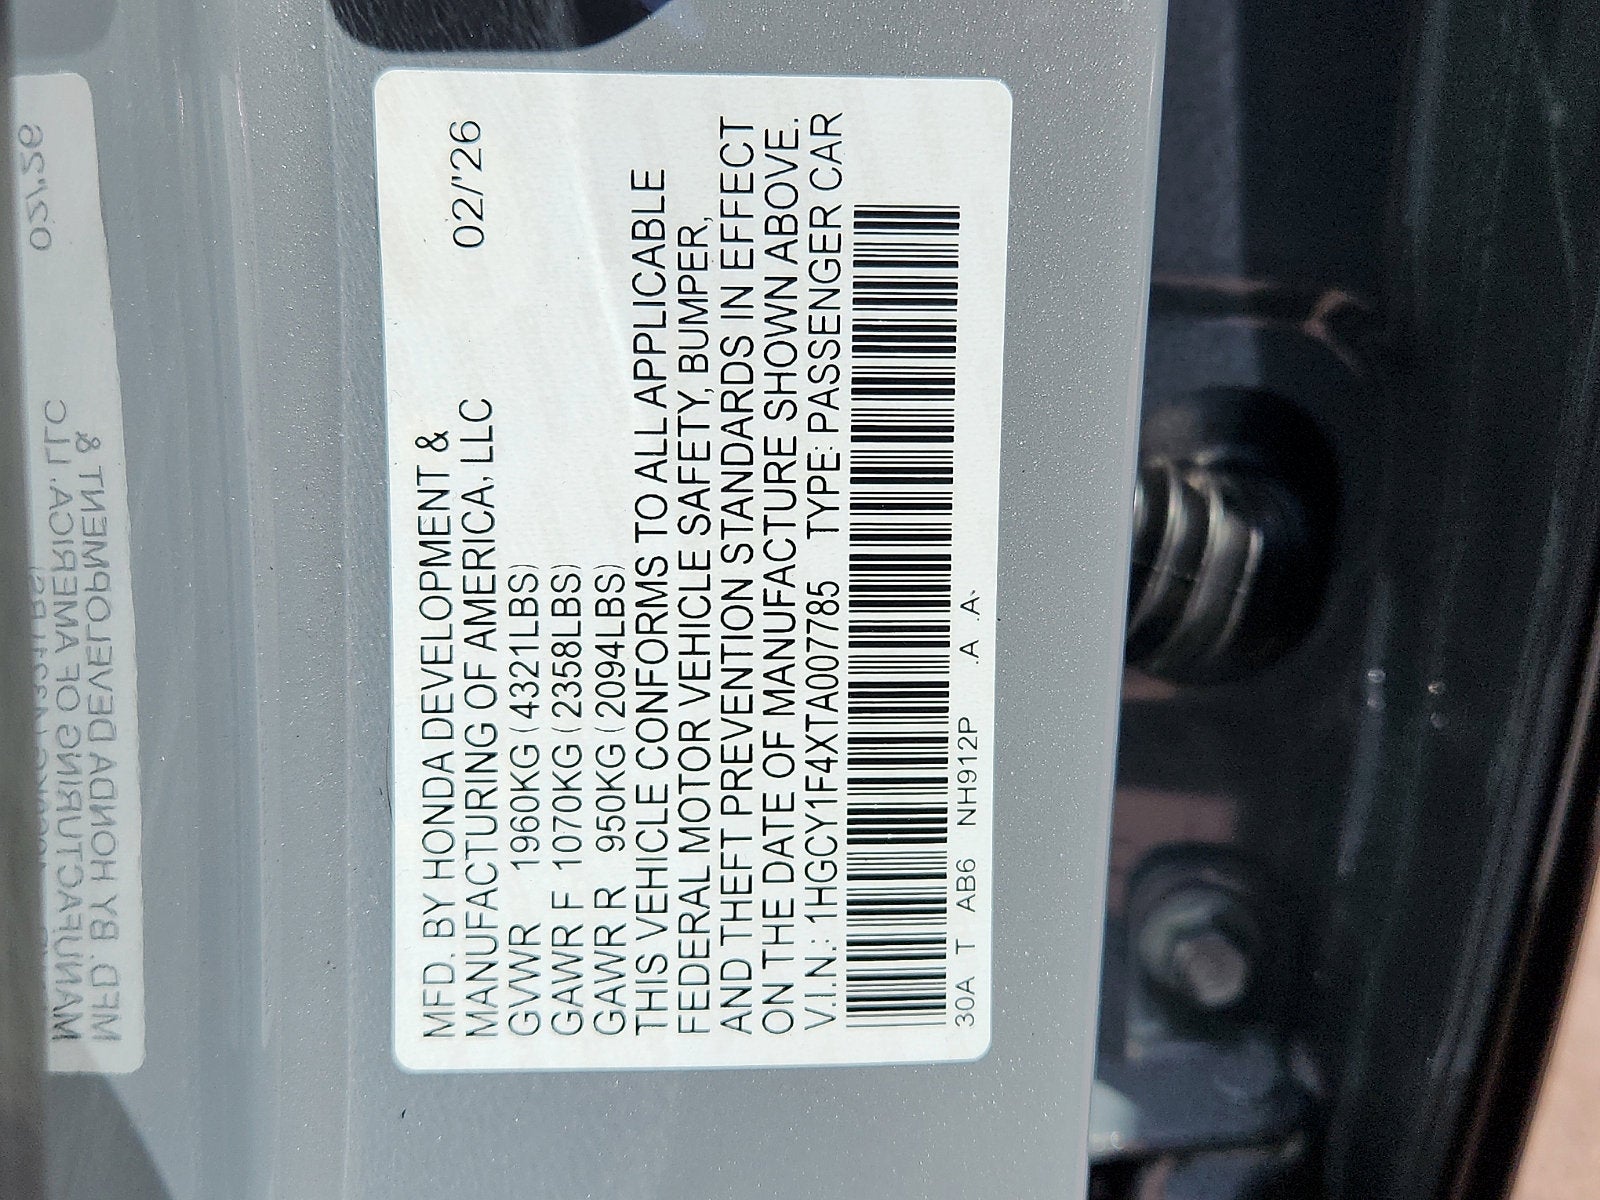 MFD. BY HONDA DEVELOPMENT &
MANUFACTURING OF AMERICA, LLC 02/'26
GVWR 1960KG (4321LBS)
GAWR F 1070KG (2358LBS)
GAWR R 950KG (2094LBS)
THIS VEHICLE CONFORMS TO ALL APPLICABLE
FEDERAL MOTOR VEHICLE SAFETY, BUMPER,
AND THEFT PREVENTION STANDARDS IN EFFECT
ON THE DATE OF MANUFACTURE SHOWN ABOVE.
V.I.N.: 1HGCY1F4XTA007785 TYPE: PASSENGER CAR
30A T AB6 NH912P .A .A.